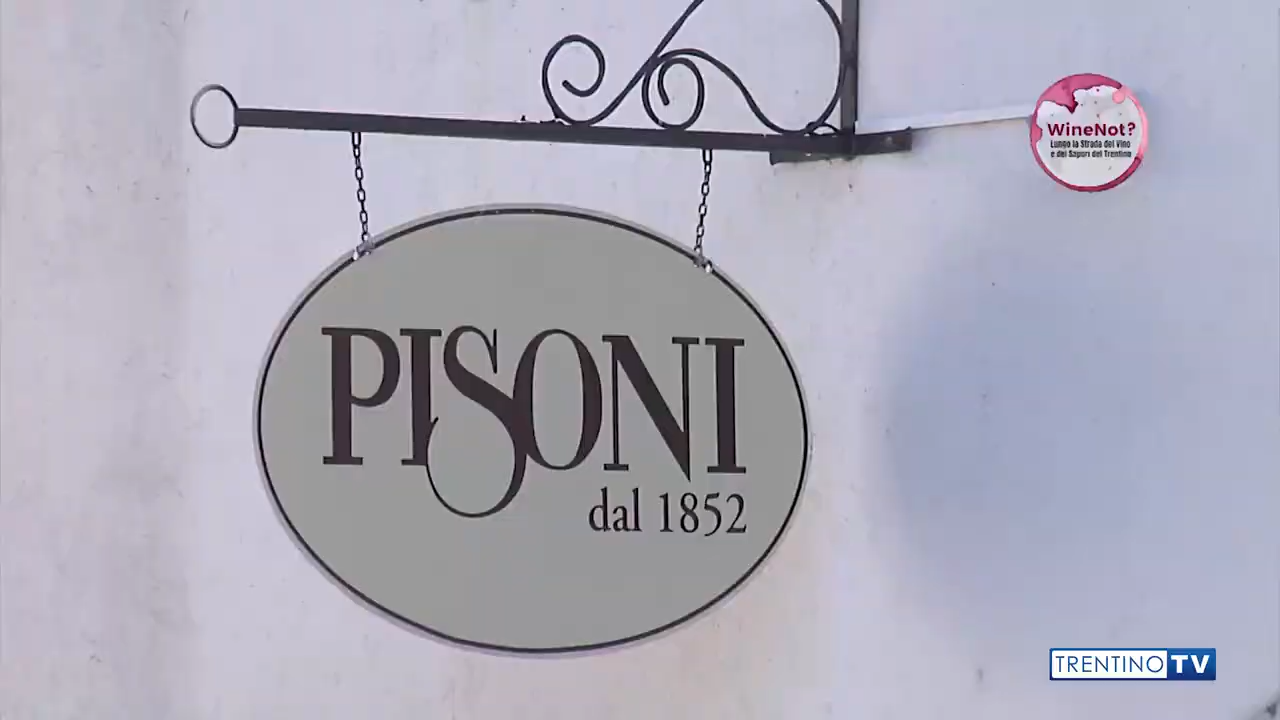 WineNot?
Lungo la Strada del Vino
e dei Sapori del Trentino
PISONI
dal 1852
TRENTINO TV